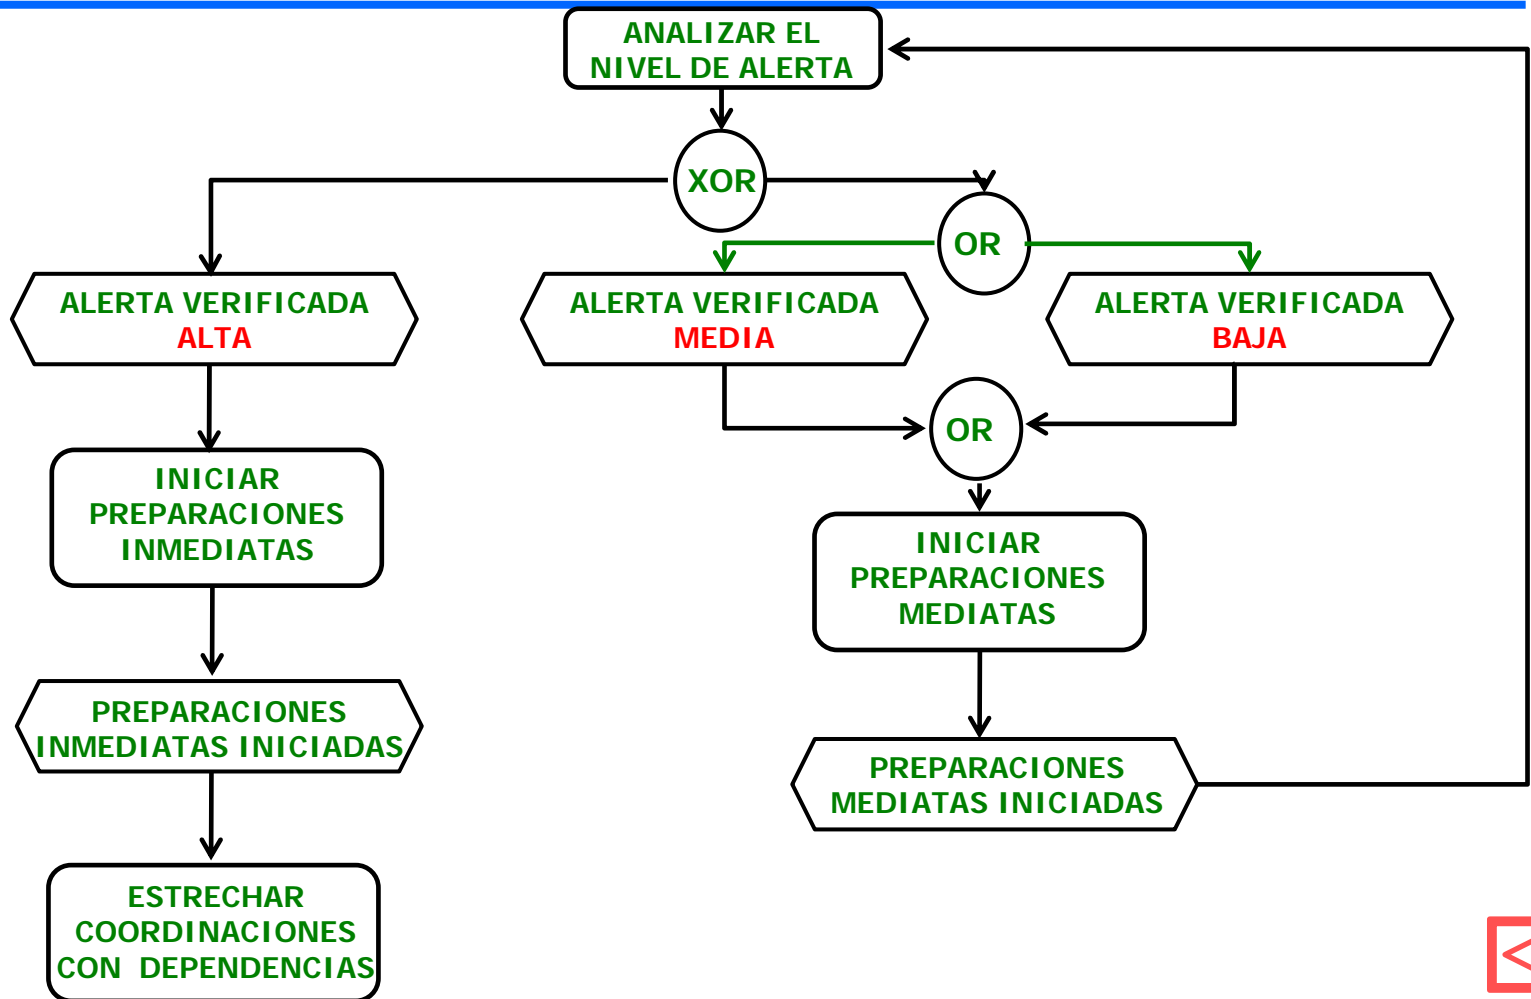 ANALIZAR EL
NIVEL DE ALERTA
XOR
OR
ALERTA VERIFICADA
ALTA
ALERTA VERIFICADA
MEDIA
ALERTA VERIFICADA
BAJA
OR
INICIAR
PREPARACIONES
INMEDIATAS
INICIAR
PREPARACIONES
MEDIATAS
PREPARACIONES
INMEDIATAS INICIADAS
PREPARACIONES
MEDIATAS INICIADAS
ESTRECHAR
COORDINACIONES
CON DEPENDENCIAS
<